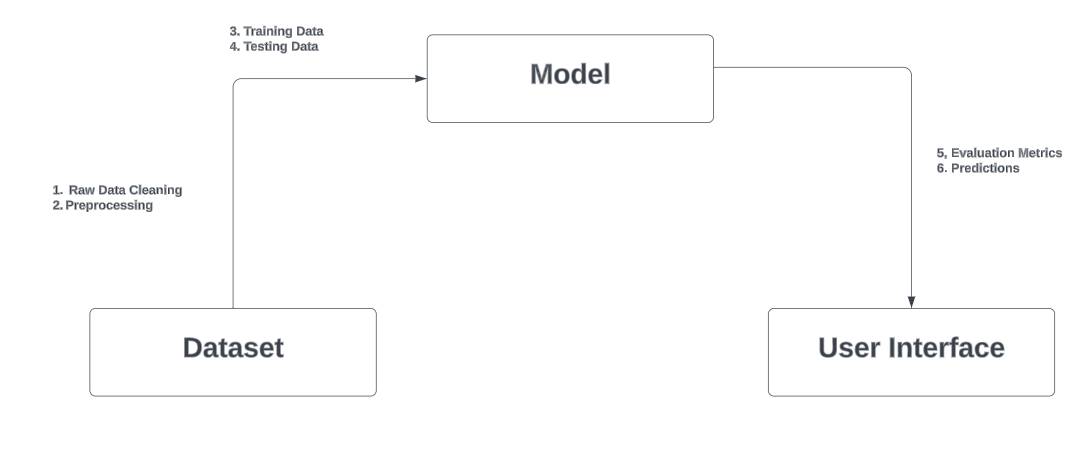 3. Training Data
4. Testing Data
Model
5, Evaluation Metrics
6. Predictions
1. Raw Data Cleaning
2. Preprocessing
Dataset
User Interface